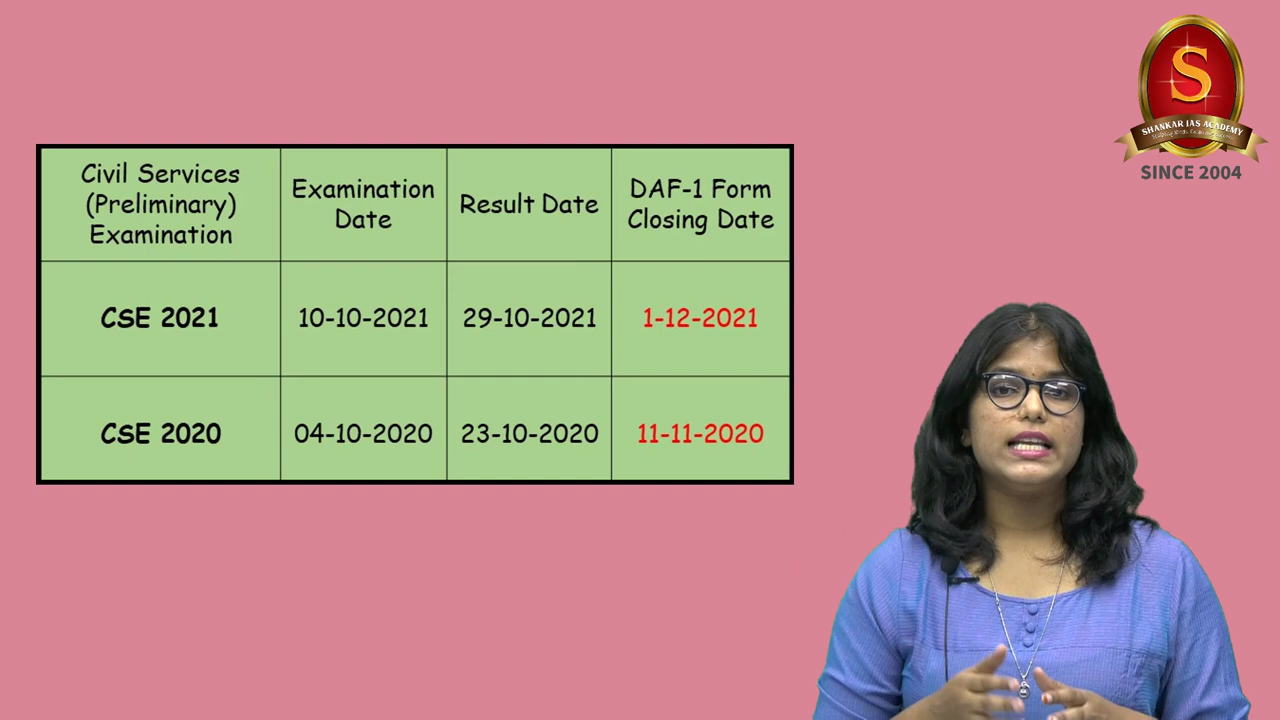 S
SHANKAR IAS ACADEMY
SINCE 2004
Civil Services
(Preliminary)
Examination
Examination
Date
Result Date
DAF-1 Form
Closing Date
CSE 2021
10-10-2021
29-10-2021
1-12-2021
CSE 2020
04-10-2020
23-10-2020
11-11-2020